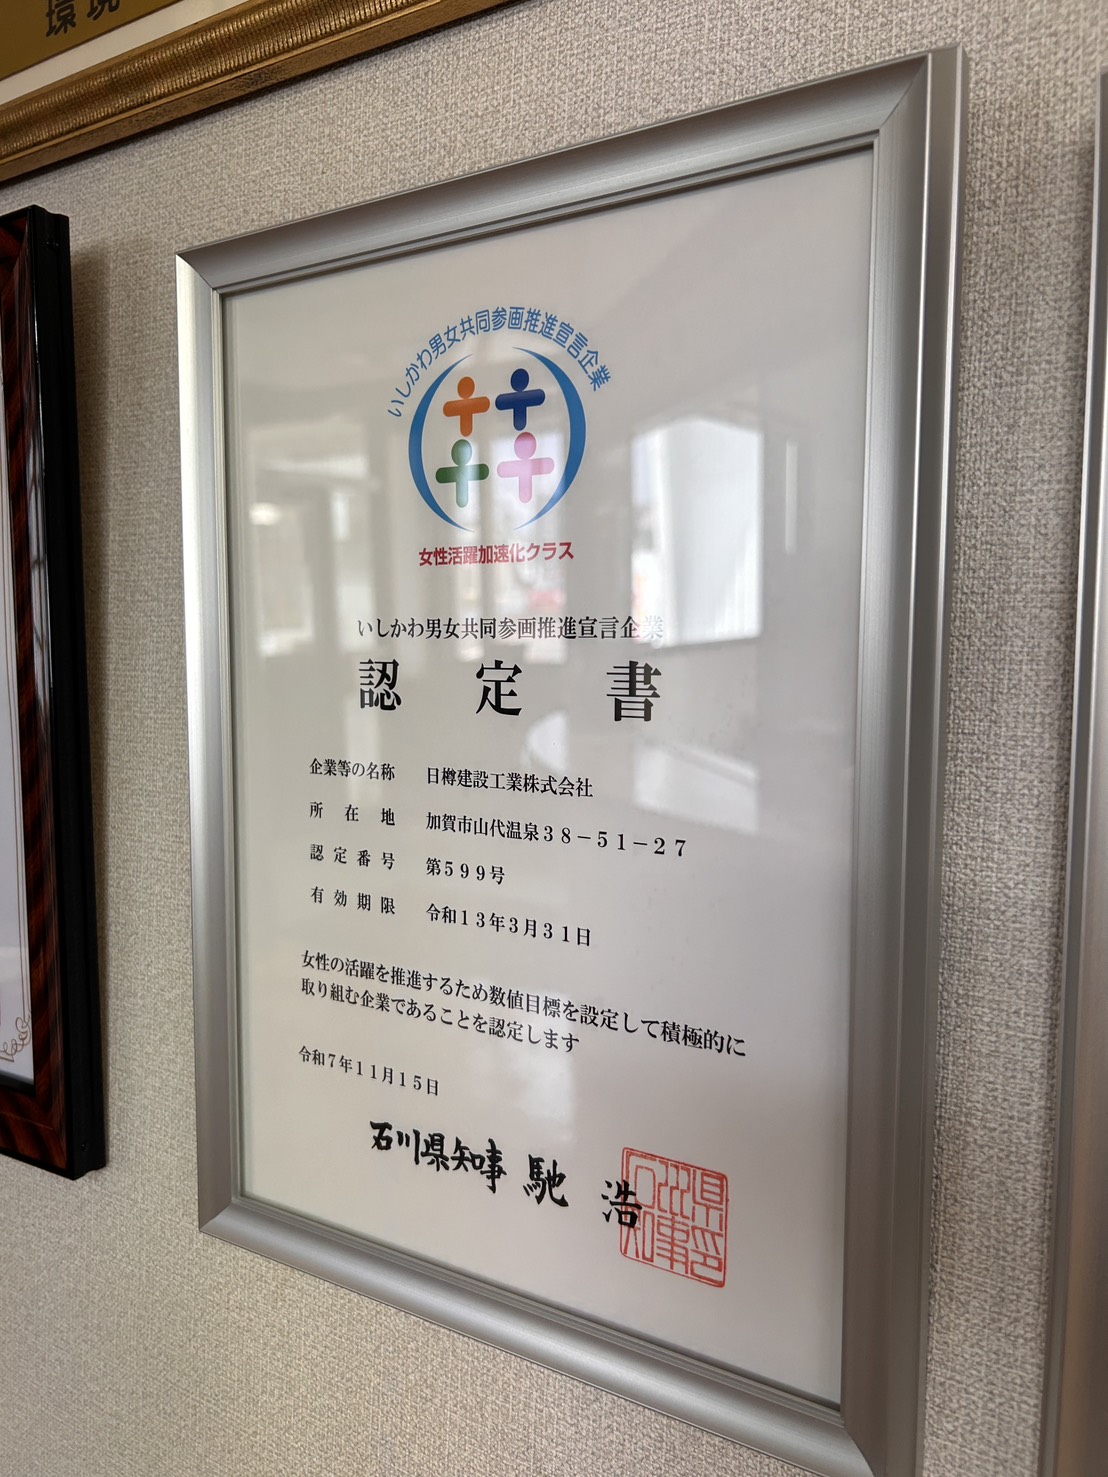 環境
いしかわ男女共同参画推進宣言企業
女性活躍加速化クラス
いしかわ男女共同参画推進宣言企業
認定書
企業等の名称 日樽建設工業株式会社
所在地 加賀市山代温泉３８－５１－２７
認定番号 第５９９号
有効期限 令和１３年３月３１日
女性の活躍を推進するため数値目標を設定して積極的に
取り組む企業であることを認定します
令和７年１１月１５日
石川県知事 馳 浩